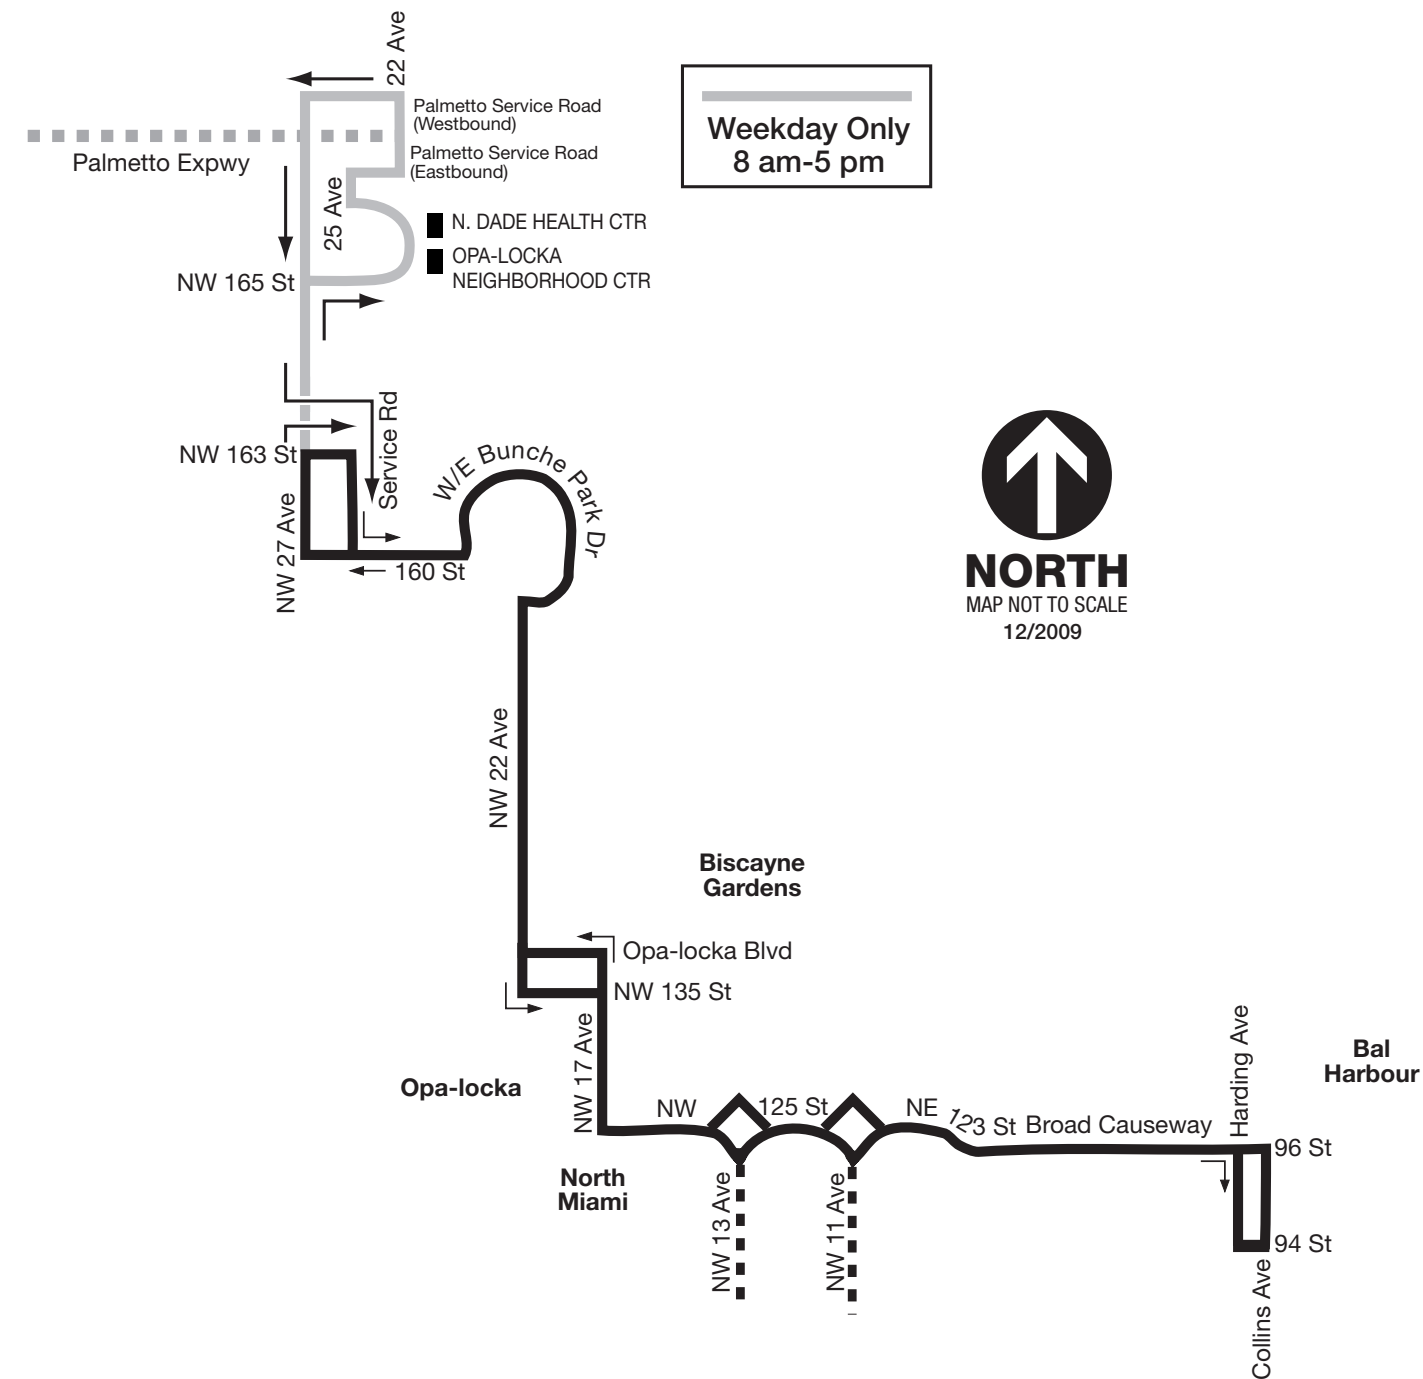 22 Ave
Palmetto Service Road
(Westbound)
Palmetto Expwy
Palmetto Service Road
(Eastbound)
Weekday Only
8 am-5 pm
25 Ave
N. DADE HEALTH CTR
OPA-LOCKA
NEIGHBORHOOD CTR
NW 165 St
Service Rd
NW 163 St
W/E Bunche Park Dr
NW 27 Ave
160 St
NORTH
MAP NOT TO SCALE
12/2009
NW 22 Ave
Biscayne
Gardens
Opa-locka Blvd
NW 135 St
NW 17 Ave
Opa-locka
Harding Ave
Bal
Harbour
NW
125 St
NE
123 St
Broad Causeway
96 St
North
Miami
NW 13 Ave
NW 11 Ave
94 St
Collins Ave